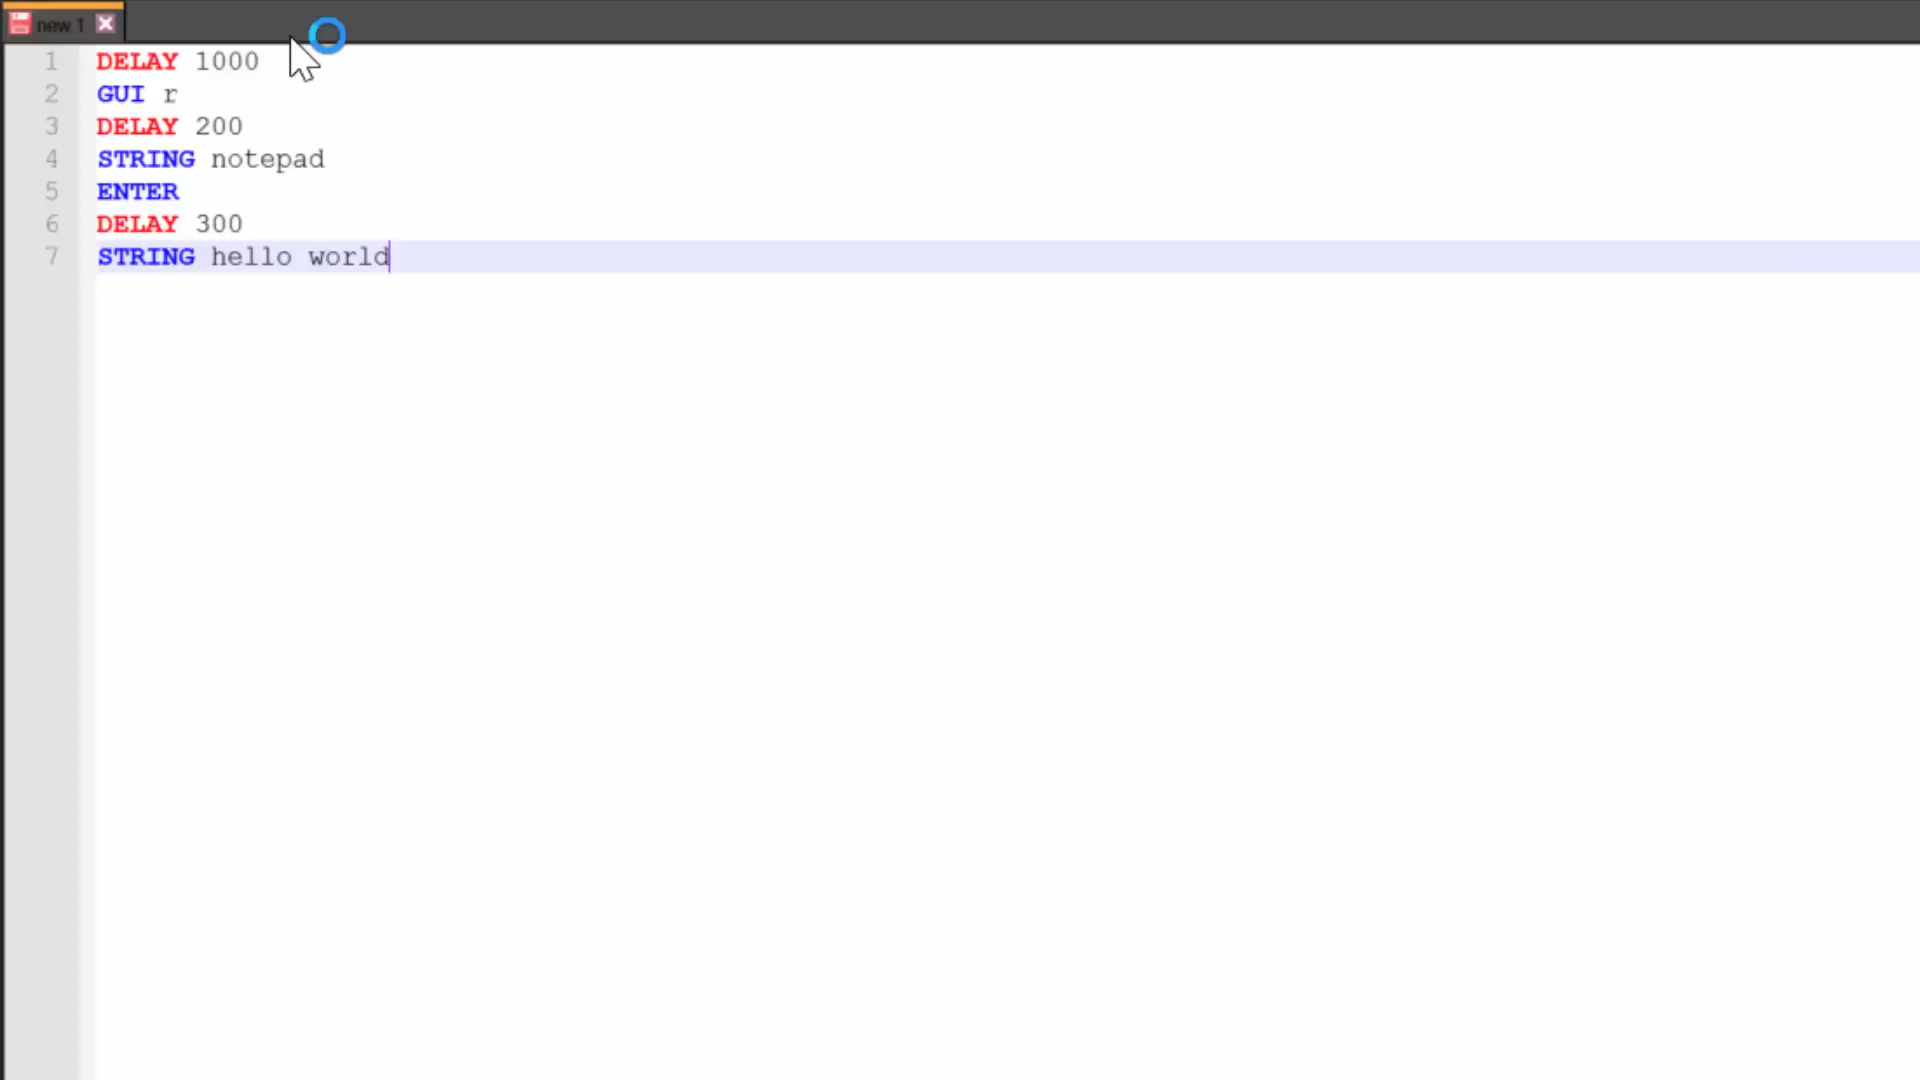 new 1
1 DELAY 1000
2 GUI r
3 DELAY 200
4 STRING notepad
5 ENTER
6 DELAY 300
7 STRING hello world